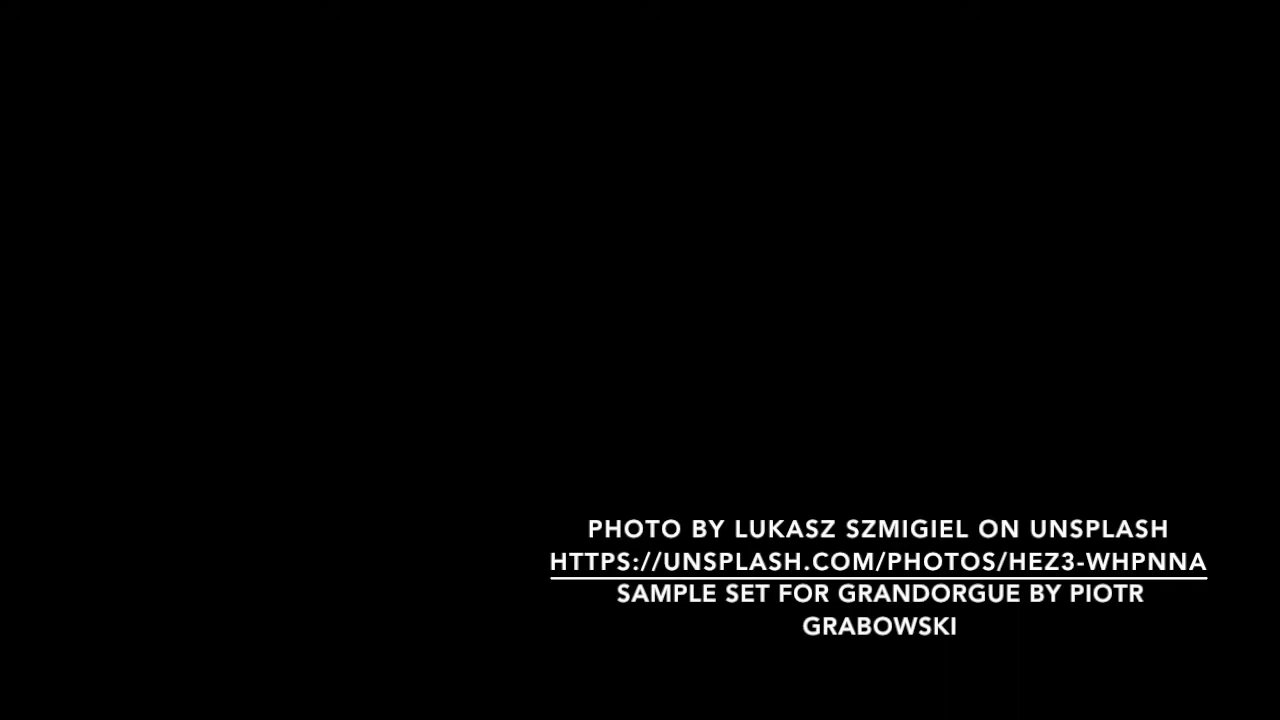 PHOTO BY LUKASZ SZMIGIEL ON UNSPLASH
HTTPS://UNSPLASH.COM/PHOTOS/HEZ3-WHPNNA
SAMPLE SET FOR GRANDORGUE BY PIOTR
GRABOWSKI